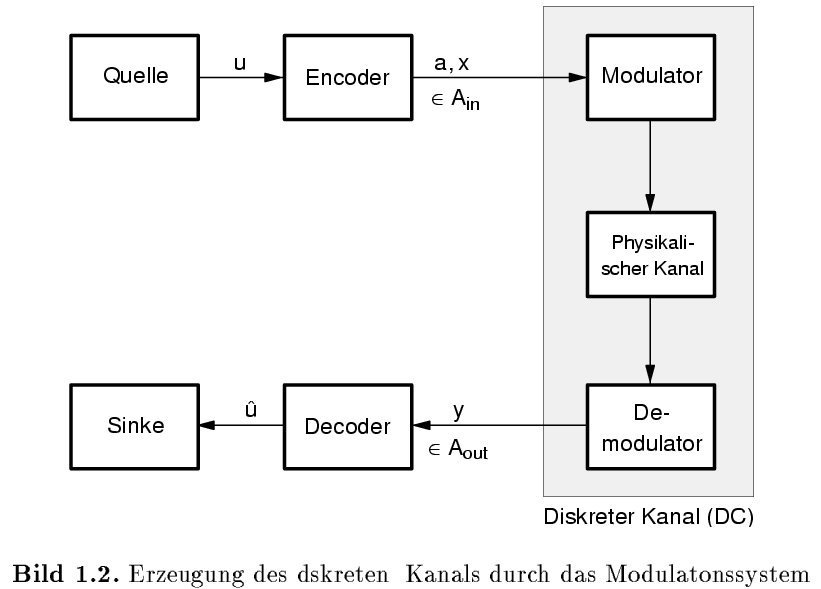 Quelle
u
Encoder
a, x
∈ A_in
Modulator
Physikali-
scher Kanal
De-
modulator
y
∈ A_out
Decoder
û
Sinke
Diskreter Kanal (DC)
Bild 1.2. Erzeugung des dskreten Kanals durch das Modulatonssystem